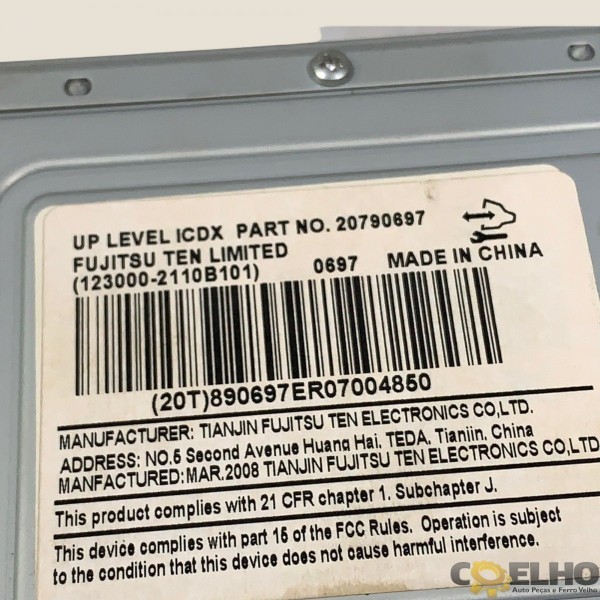 UP LEVEL ICDX PART NO. 20790697
FUJITSU TEN LIMITED
(123000-2110B101) 0697 MADE IN CHINA
(20T)890697ER07004850
MANUFACTURER: TIANJIN FUJITSU TEN ELECTRONICS CO,LTD.
ADDRESS: NO.5 Second Avenue Huang Hai, TEDA, Tianjin, China
MANFACTURED:MAR.2008 TIANJIN FUJITSU TEN ELECTRONICS CO,LTD
This product complies with 21 CFR chapter 1. Subchapter J.
This device complies with part 15 of the FCC Rules. Operation is subject
to the condition that this device does not cause harmful interference.
COELHO
Auto Peças e Ferro Velho